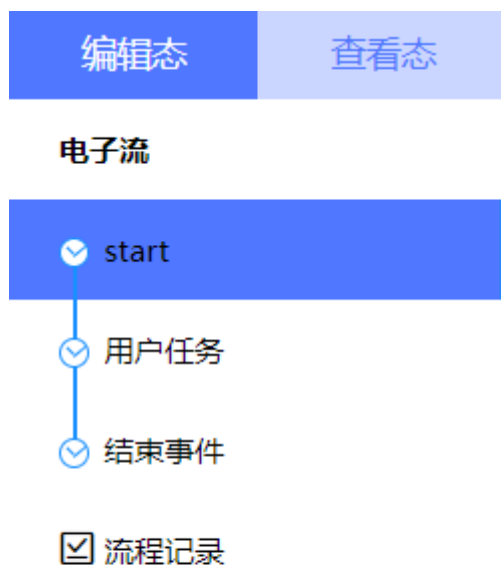 编辑态 查看态
电子流
start
用户任务
结束事件
流程记录